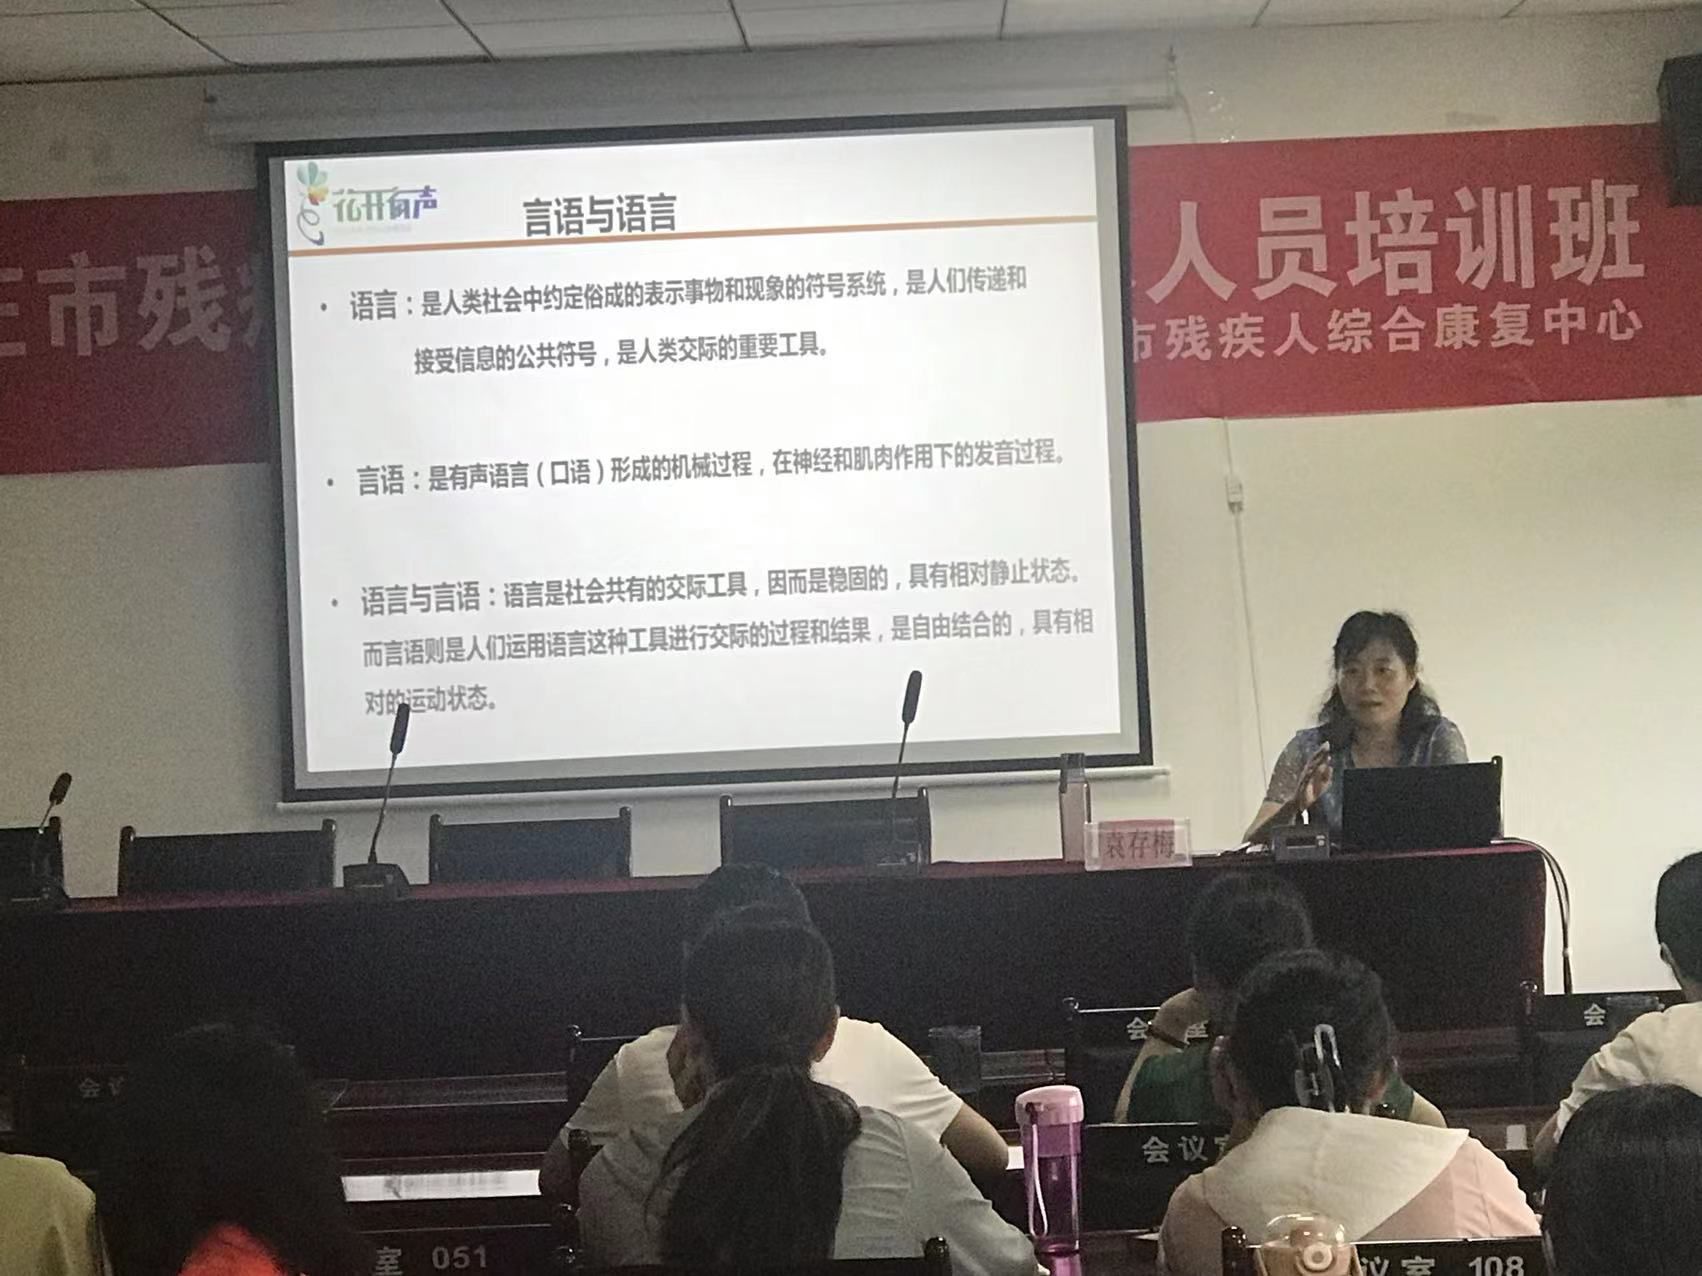 花开有声
言语与语言
• 语言：是人类社会中约定俗成的表示事物和现象的符号系统，是人们传递和
接受信息的公共符号，是人类交际的重要工具。
• 言语：是有声语言（口语）形成的机械过程，在神经和肌肉作用下的发音过程。
• 语言与言语：语言是社会共有的交际工具，因而是稳固的，具有相对静止状态。
而言语则是人们运用语言这种工具进行交际的过程和结果，是自由结合的，具有相
对的运动状态。
市残
人员培训班
市残疾人综合康复中心
袁存梅
会 室
会
会议
会议室
室 051
议室 108